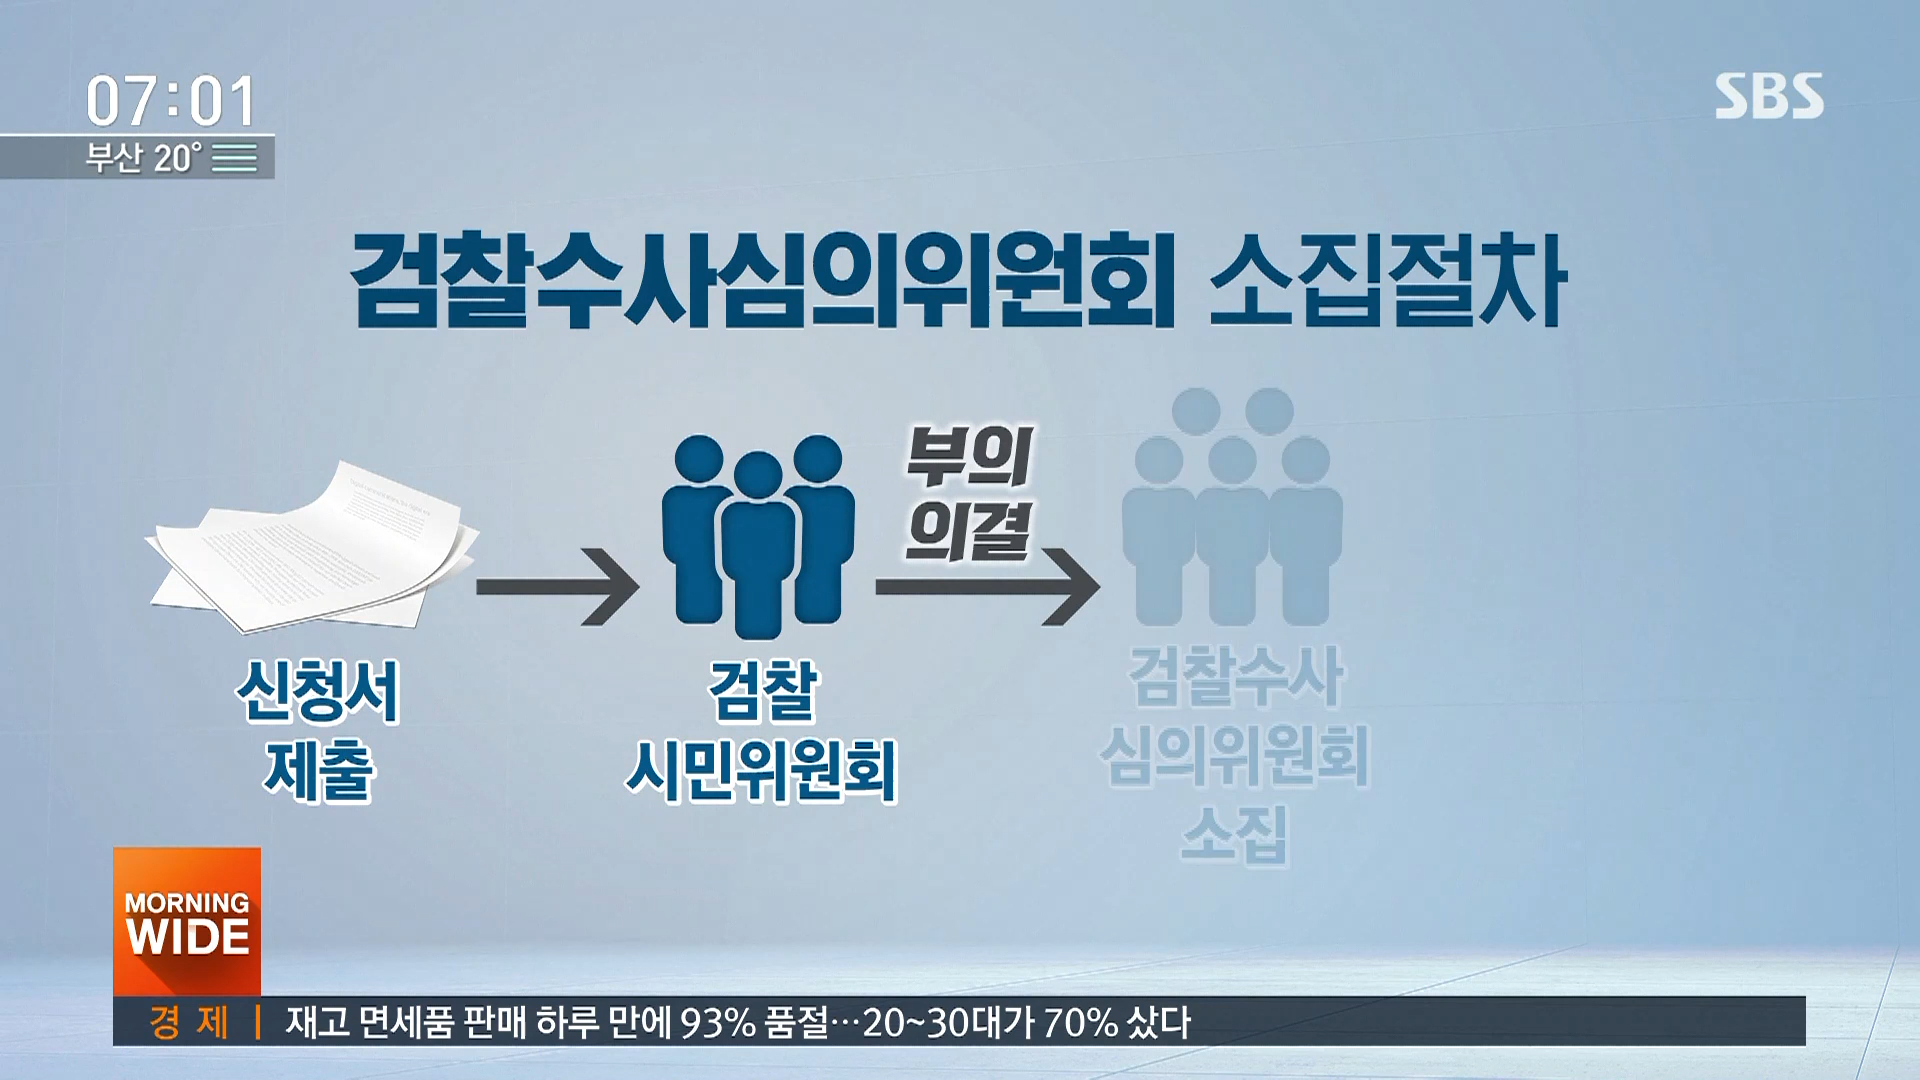 07:01
SBS
부산 20°
검찰수사심의위원회 소집절차
부의
의결
신청서
제출
검찰
시민위원회
검찰수사
심의위원회
소집
MORNING
WIDE
경제 | 재고 면세품 판매 하루 만에 93% 품절…20~30대가 70% 샀다